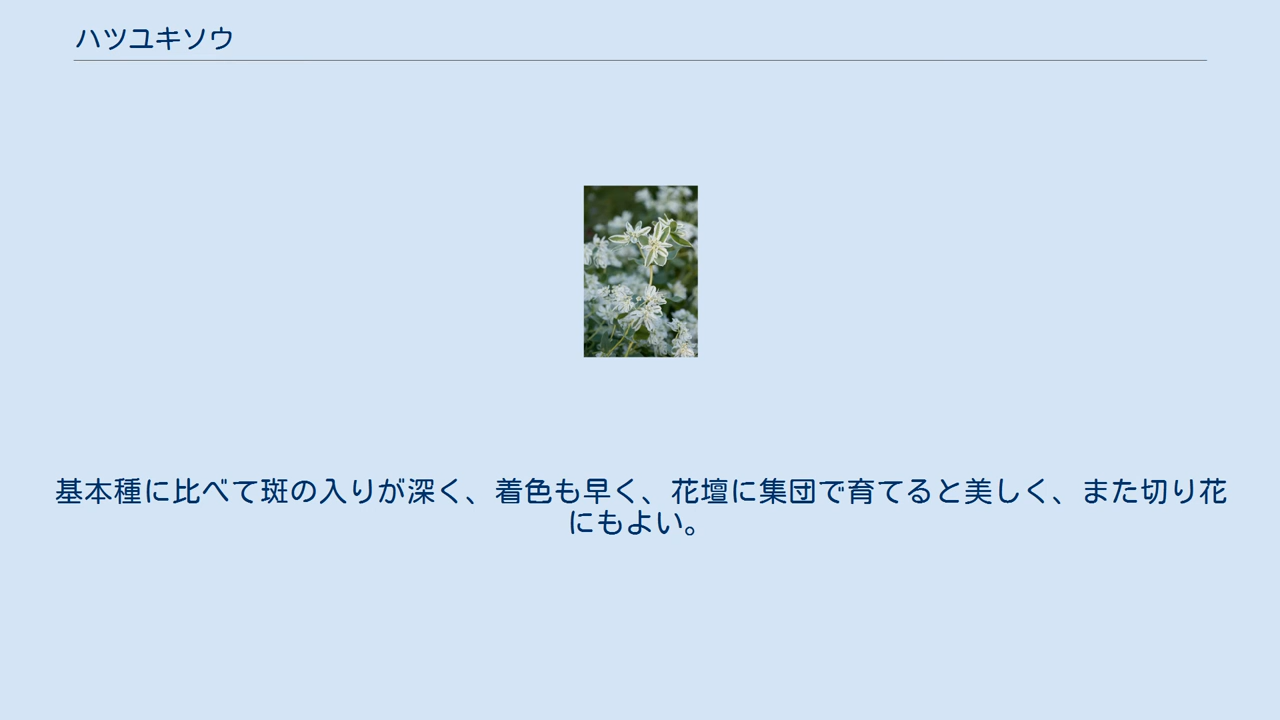 ハツユキソウ
基本種に比べて斑の入りが深く、着色も早く、花壇に集団で育てると美しく、また切り花
にもよい。